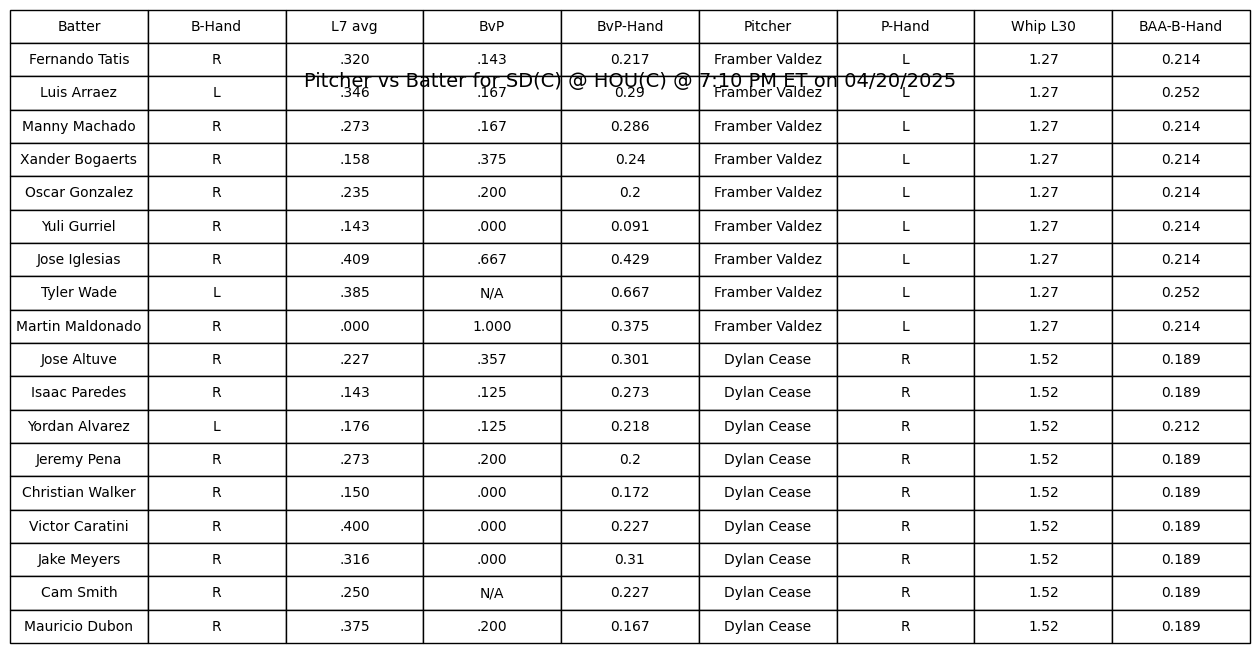 Batter B-Hand L7 avg BvP BvP-Hand Pitcher P-Hand Whip L30 BAA-B-Hand
Fernando Tatis R .320 .143 0.217 Framber Valdez L 1.27 0.214
Pitcher vs Batter for SD(C) @ HOU(C) @ 7:10 PM ET on 04/20/2025
Luis Arraez L .346 .167 0.29 Framber Valdez L 1.27 0.252
Manny Machado R .273 .167 0.286 Framber Valdez L 1.27 0.214
Xander Bogaerts R .158 .375 0.24 Framber Valdez L 1.27 0.214
Oscar Gonzalez R .235 .200 0.2 Framber Valdez L 1.27 0.214
Yuli Gurriel R .143 .000 0.091 Framber Valdez L 1.27 0.214
Jose Iglesias R .409 .667 0.429 Framber Valdez L 1.27 0.214
Tyler Wade L .385 N/A 0.667 Framber Valdez L 1.27 0.252
Martin Maldonado R .000 1.000 0.375 Framber Valdez L 1.27 0.214
Jose Altuve R .227 .357 0.301 Dylan Cease R 1.52 0.189
Isaac Paredes R .143 .125 0.273 Dylan Cease R 1.52 0.189
Yordan Alvarez L .176 .125 0.218 Dylan Cease R 1.52 0.212
Jeremy Pena R .273 .200 0.2 Dylan Cease R 1.52 0.189
Christian Walker R .150 .000 0.172 Dylan Cease R 1.52 0.189
Victor Caratini R .400 .000 0.227 Dylan Cease R 1.52 0.189
Jake Meyers R .316 .000 0.31 Dylan Cease R 1.52 0.189
Cam Smith R .250 N/A 0.227 Dylan Cease R 1.52 0.189
Mauricio Dubon R .375 .200 0.167 Dylan Cease R 1.52 0.189